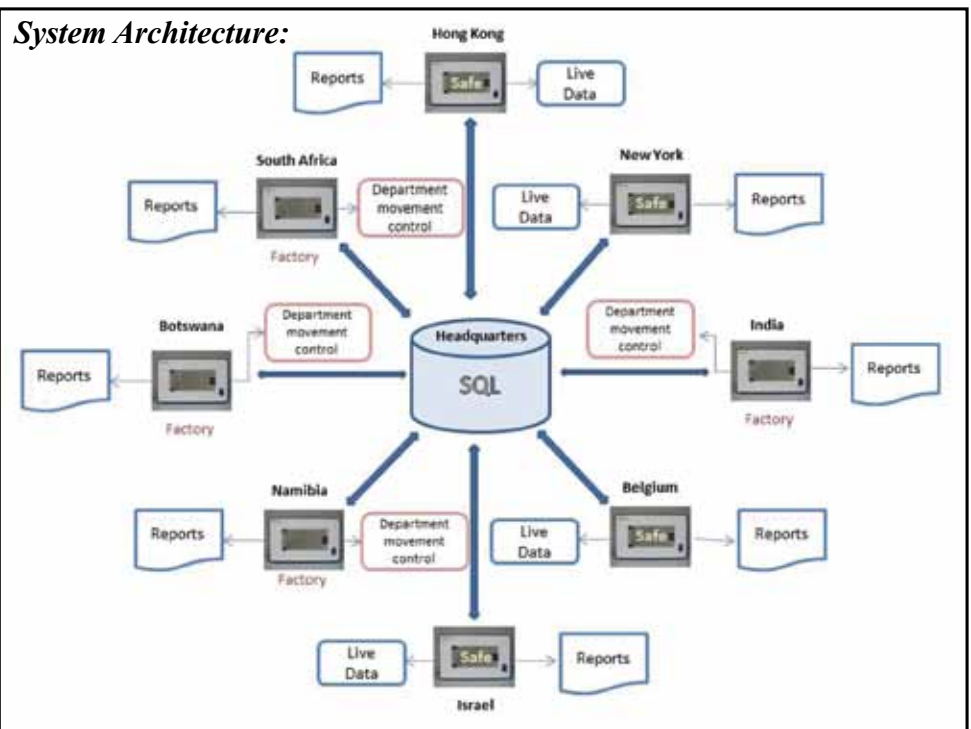 System Architecture:
Hong Kong
Reports
Safe
Live
Data
South Africa
Reports
Department
movement
control
Factory
New York
Live
Data
Safe
Reports
Botswana
Reports
Department
movement
control
Factory
Headquarters
SQL
Department
movement
control
India
Reports
Factory
Namibia
Reports
Department
movement
control
Factory
Belgium
Live
Data
Safe
Reports
Live
Data
Safe
Reports
Israel